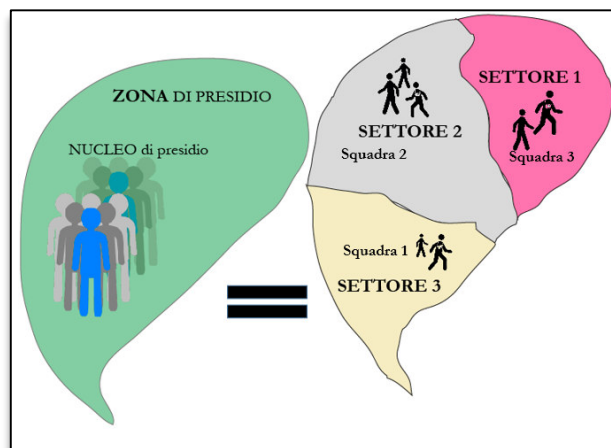 ZONA DI PRESIDIO
NUCLEO di presidio
SETTORE 1
Squadra 3
SETTORE 2
Squadra 2
Squadra 1
SETTORE 3